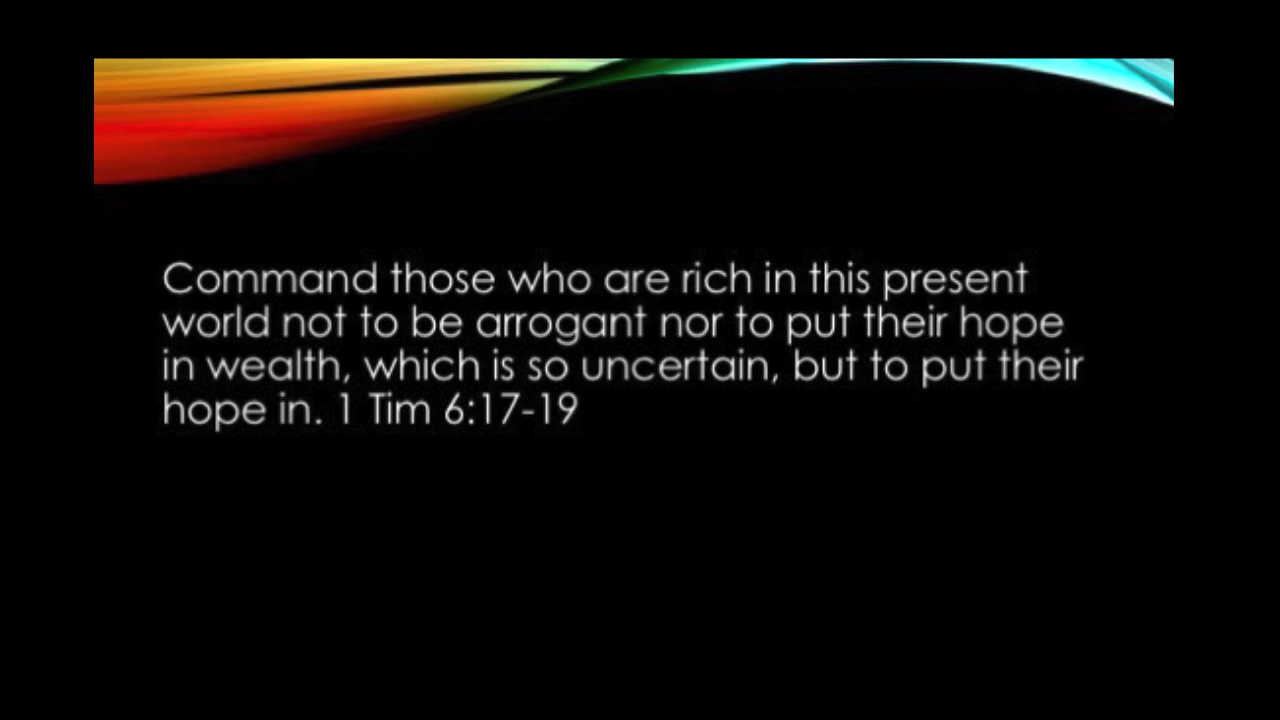 Command those who are rich in this present
world not to be arrogant nor to put their hope
in wealth, which is so uncertain, but to put their
hope in. 1 Tim 6:17-19